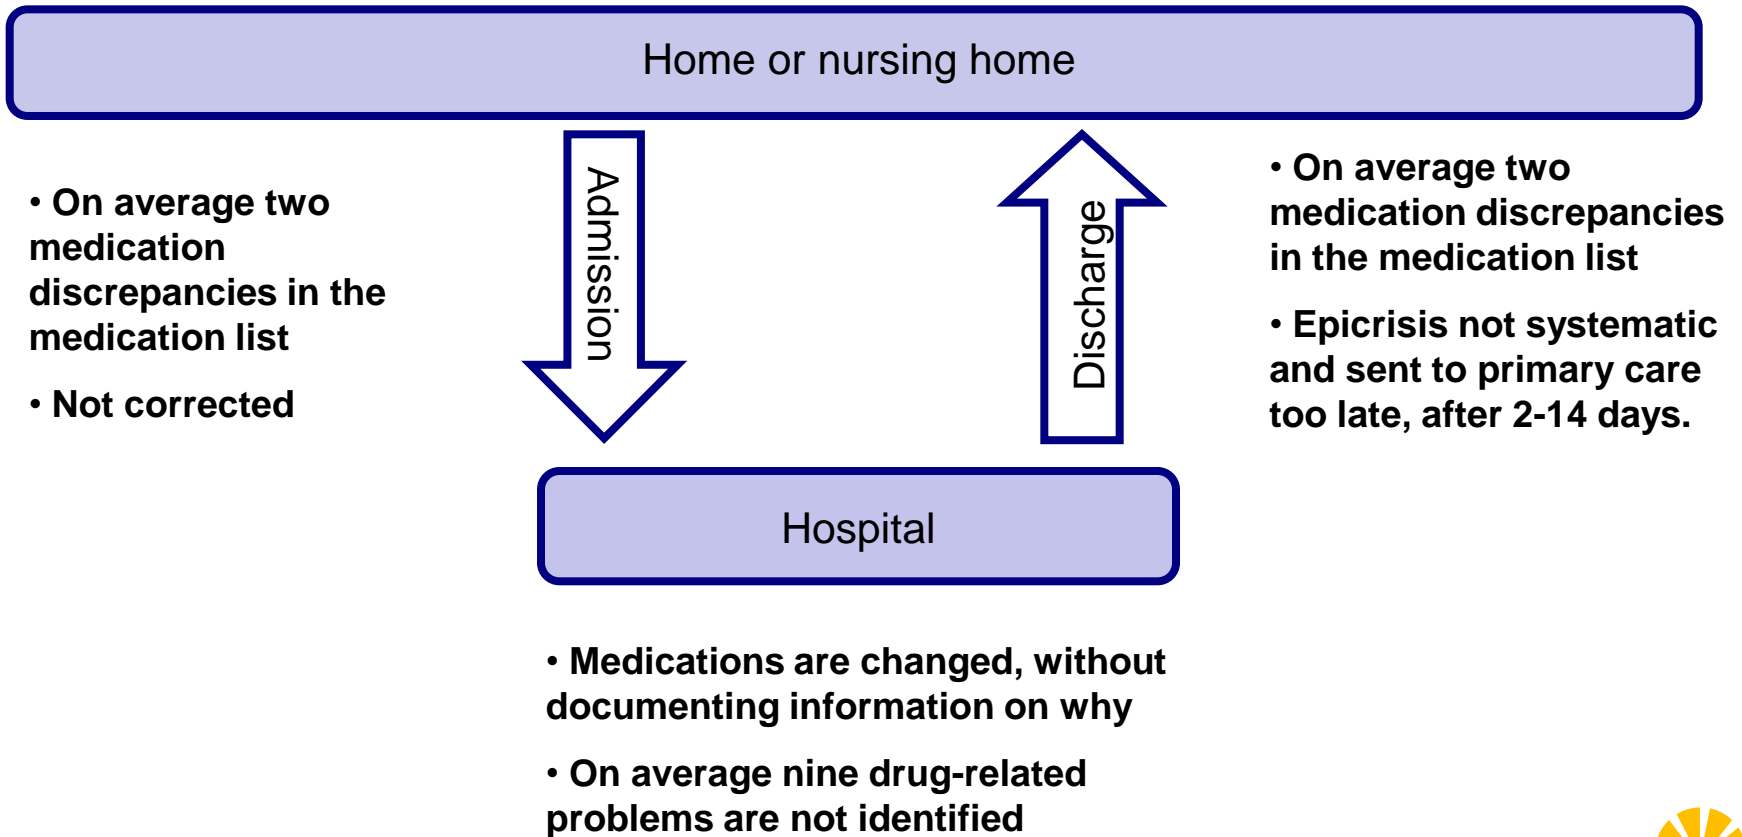 Home or nursing home
Admission
Discharge
• On average two
medication
discrepancies in the
medication list
• Not corrected
• On average two
medication discrepancies
in the medication list
• Epicrisis not systematic
and sent to primary care
too late, after 2-14 days.
Hospital
• Medications are changed, without
documenting information on why
• On average nine drug-related
problems are not identified